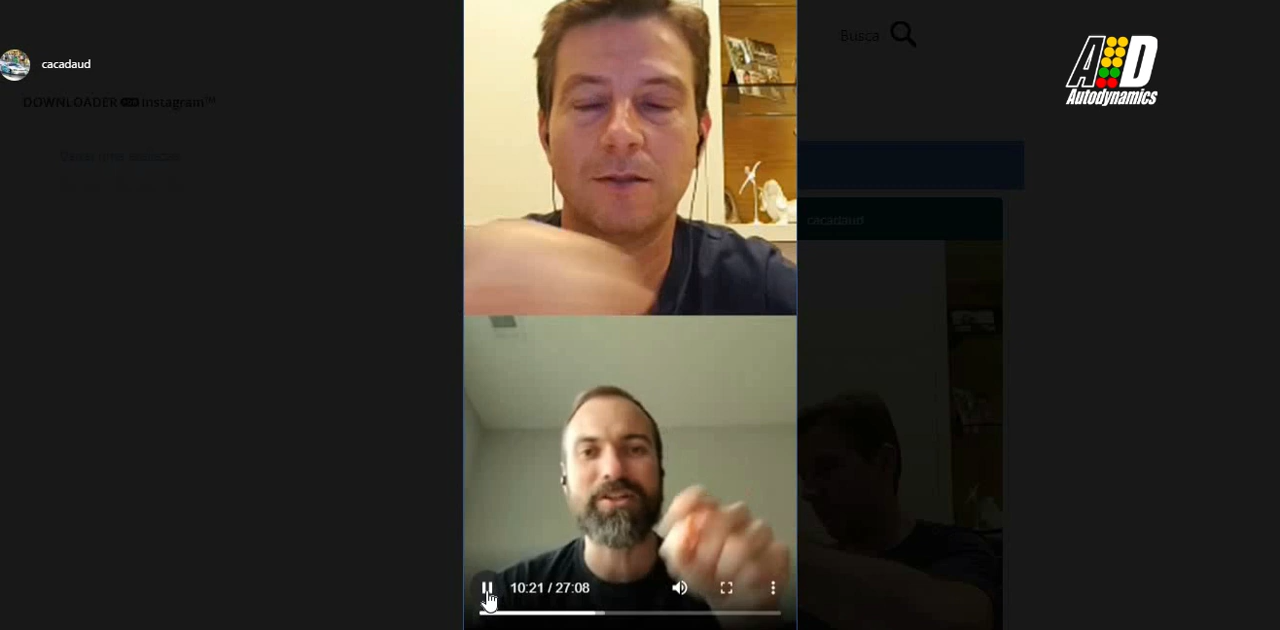 Busca
cacadaud
AD
Autodynamics
DOWNLOADER
Instagram™
cacadaud
10:21 / 27:08